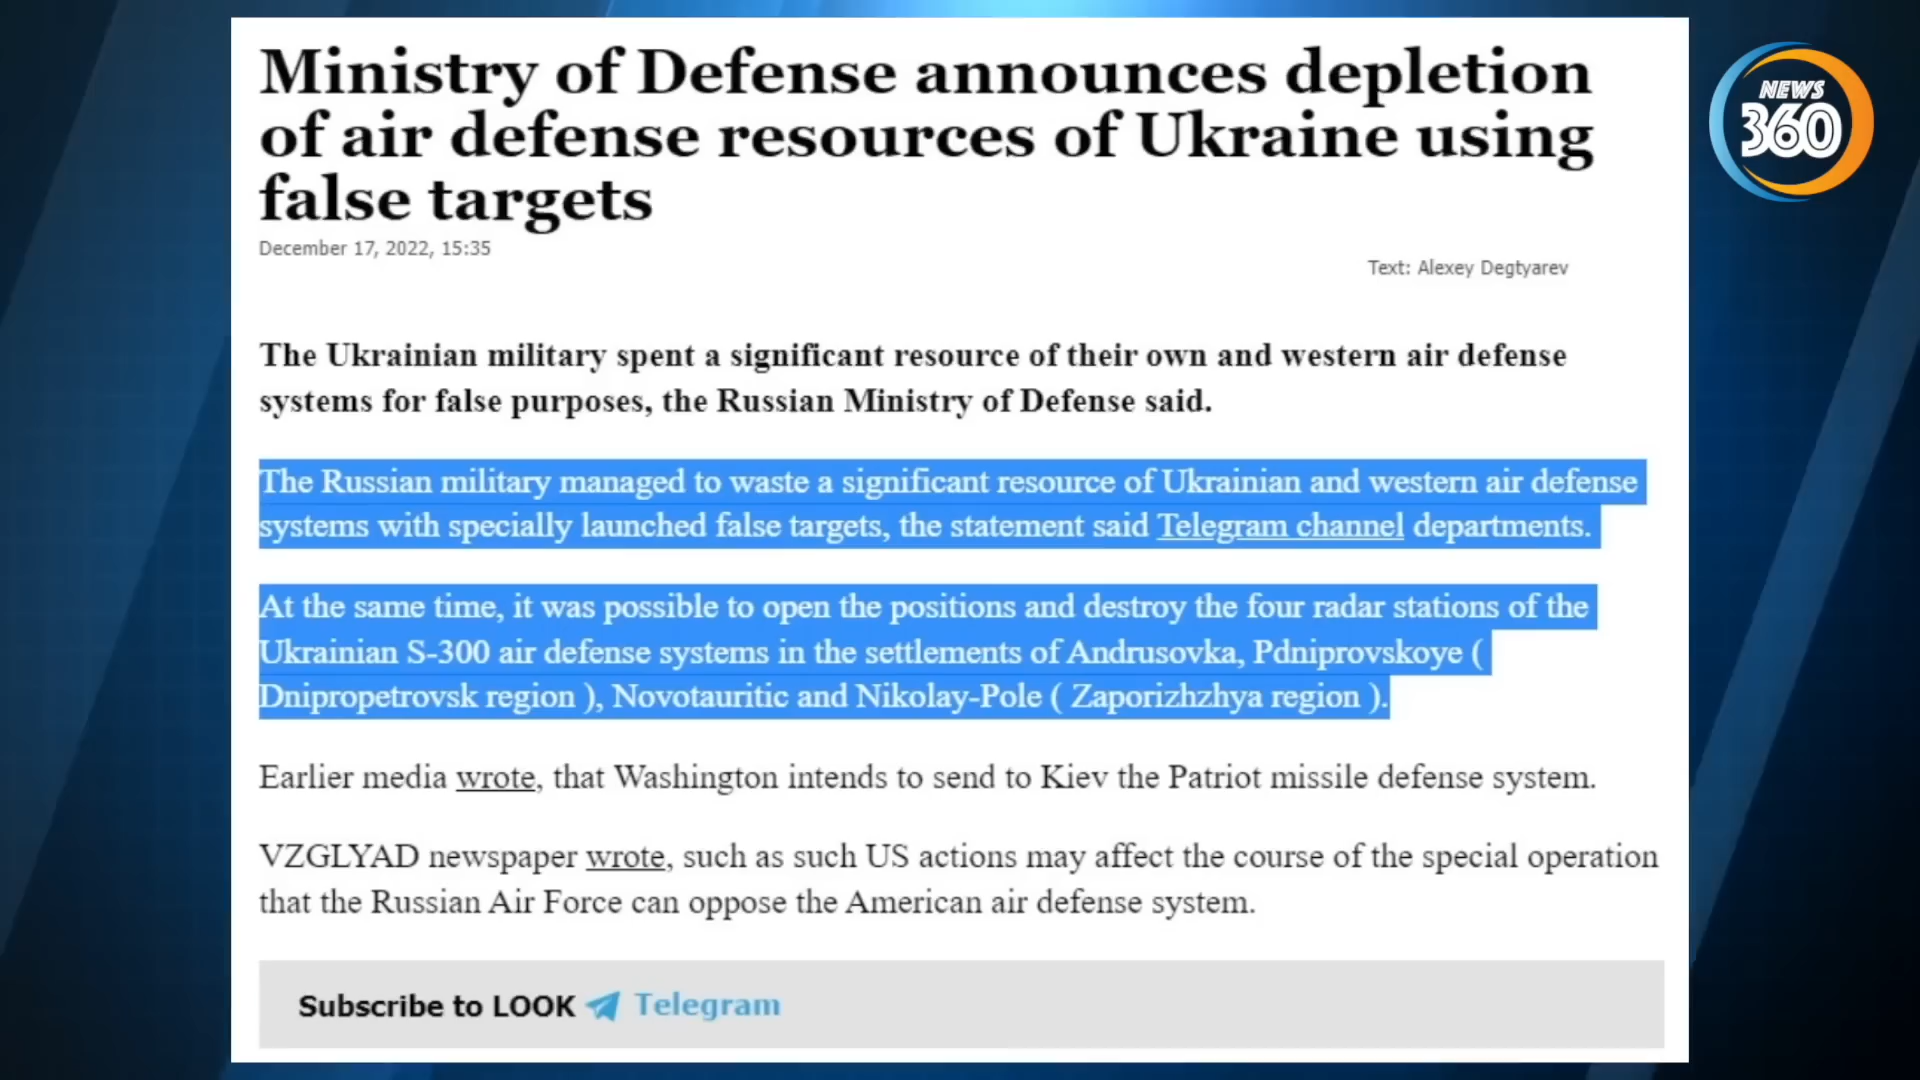 Ministry of Defense announces depletion
of air defense resources of Ukraine using
false targets
NEWS
360
December 17, 2022, 15:35
Text: Alexey Degtyarev
The Ukrainian military spent a significant resource of their own and western air defense
systems for false purposes, the Russian Ministry of Defense said.
The Russian military managed to waste a significant resource of Ukrainian and western air defense
systems with specially launched false targets, the statement said Telegram channel departments.
At the same time, it was possible to open the positions and destroy the four radar stations of the
Ukrainian S-300 air defense systems in the settlements of Andrusovka, Pdniprovskoye (
Dnipropetrovsk region ), Novotauritic and Nikolay-Pole ( Zaporizhzhya region ).
Earlier media wrote, that Washington intends to send to Kiev the Patriot missile defense system.
VZGLYAD newspaper wrote, such as such US actions may affect the course of the special operation
that the Russian Air Force can oppose the American air defense system.
Subscribe to LOOK Telegram